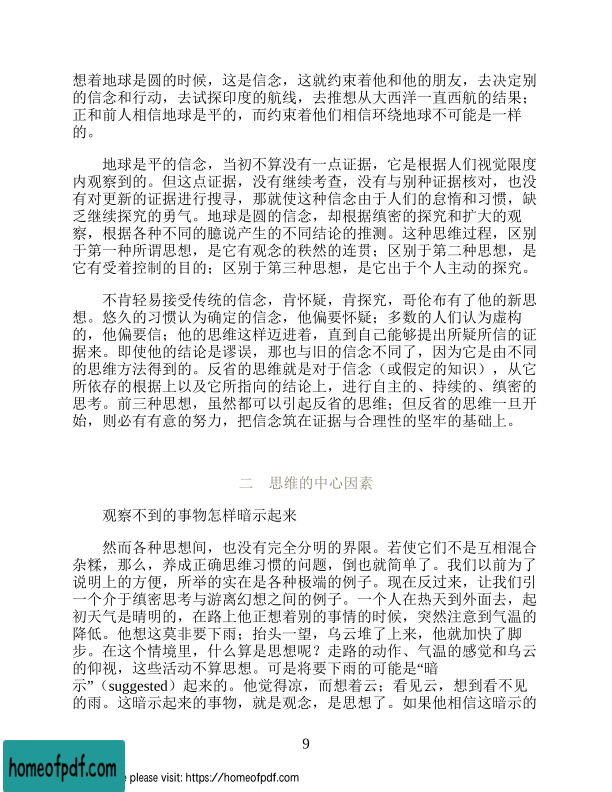 想着地球是圆的时候，这是信念，这就约束着他和他的朋友，去决定别
的信念和行动，去试探印度的航线，去推想从大西洋一直西航的结果；
正和前人相信地球是平的，而约束着他们相信环绕地球不可能是一样
的。
地球是平的信念，当初不算没有一点证据，它是根据人们视觉限度
内观察到的。但这点证据，没有继续考查，没有与别种证据核对，也没
有对更新的证据进行搜寻，那就使这种信念由于人们的怠惰和习惯，缺
乏继续探究的勇气。地球是圆的信念，却根据缜密的探究和扩大的观
察，根据各种不同的臆说产生的不同结论的推测。这种思维过程，区别
于第一种所谓思想，是它有观念的秩然的连贯；区别于第二种思想，是
它有受着控制的目的；区别于第三种思想，是它出于个人主动的探究。
不肯轻易接受传统的信念，肯怀疑，肯探究，哥伦布有了他的新思
想。悠久的习惯认为确定的信念，他偏要怀疑；多数的人们认为虚构
的，他偏要信；他的思维这样迈进着，直到自己能够提出所疑所信的证
据来。即使他的结论是谬误，那也与旧的信念不同了，因为它是由不同
的思维方法得到的。反省的思维就是对于信念（或假定的知识），从它
所依存的根据上以及它所指向的结论上，进行自主的、持续的、缜密的
思考。前三种思想，虽然都可以引起反省的思维；但反省的思维一旦开
始，则必有有意的努力，把信念筑在证据与合理性的坚牢的基础上。
二　思维的中心因素
观察不到的事物怎样暗示起来
然而各种思想间，也没有完全分明的界限。若使它们不是互相混合
杂糅，那么，养成正确思维习惯的问题，倒也就简单了。我们以前为了
说明上的方便，所举的实在是各种极端的例子。现在反过来，让我们引
一个介于缜密思考与游离幻想之间的例子。一个人在热天到外面去，起
初天气是晴明的，在路上他正想着别的事情的时候，突然注意到气温的
降低。他想这莫非要下雨；抬头一望，乌云堆了上来，他就加快了脚
步。在这个情境里，什么算是思想呢？走路的动作、气温的感觉和乌云
的仰视，这些活动不算思想。可是将要下雨的可能是“暗
示”（suggested）起来的。他觉得凉，而想着云；看见云，想到看不见
的雨。这暗示起来的事物，就是观念，是思想了。如果他相信这暗示的
9
homeofpdf.com
e please visit: https://homeofpdf.com